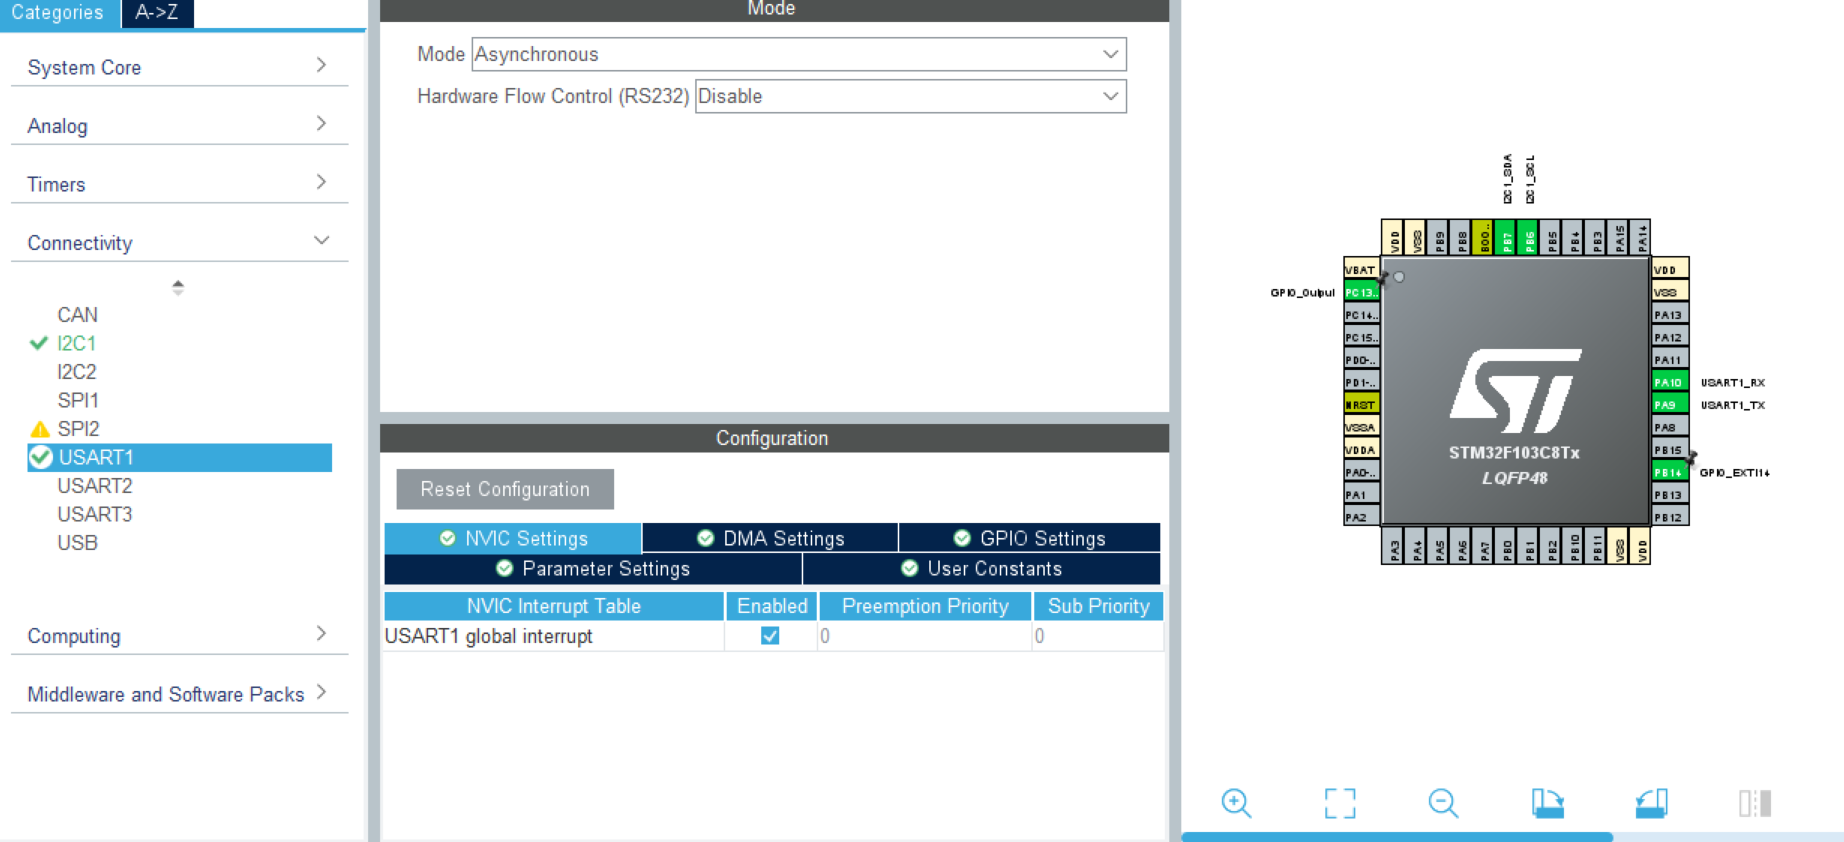 Categories A->Z
System Core
Analog
Timers
Connectivity
CAN
I2C1
I2C2
SPI1
SPI2
USART1
USART2
USART3
USB
Computing
Middleware and Software Packs
Mode
Mode Asynchronous
Hardware Flow Control (RS232) Disable
Configuration
Reset Configuration
NVIC Settings DMA Settings GPIO Settings
Parameter Settings User Constants
NVIC Interrupt Table Enabled Preemption Priority Sub Priority
USART1 global interrupt 0 0
I2C1_SDA
I2C1_SCL
VDD VSS PB9 PB8 BOO.. PB7 PB6 PB5 PB4 PB3 PA15 PA14
VBAT
GPIO_Output PC13..
PC14..
PC15..
PD0-..
PD1-..
NRST
VSSA
VDDA
PA0-..
PA1
PA2
STM32F103C8Tx
LQFP48
VDD
VSS
PA13
PA12
PA11
PA10 USART1_RX
PA9 USART1_TX
PA8
PB15
PB14 GPIO_EXTI14
PB13
PB12
PA3 PA4 PA5 PA6 PA7 PB0 PB1 PB2 PB10 PB11 VSS VDD